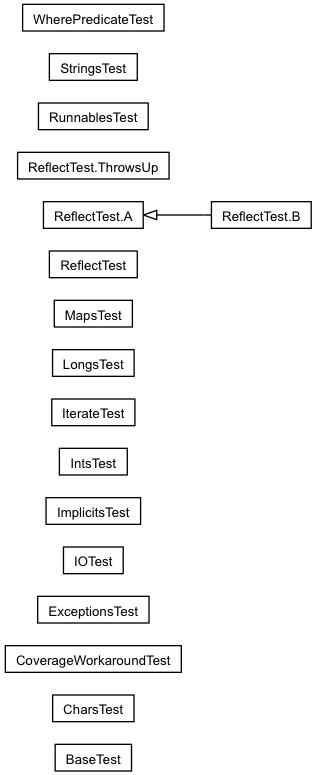 WherePredicateTest
StringsTest
RunnablesTest
ReflectTest.ThrowsUp
ReflectTest.A
ReflectTest.B
ReflectTest
MapsTest
LongsTest
IterateTest
IntsTest
ImplicitsTest
IOTest
ExceptionsTest
CoverageWorkaroundTest
CharsTest
BaseTest